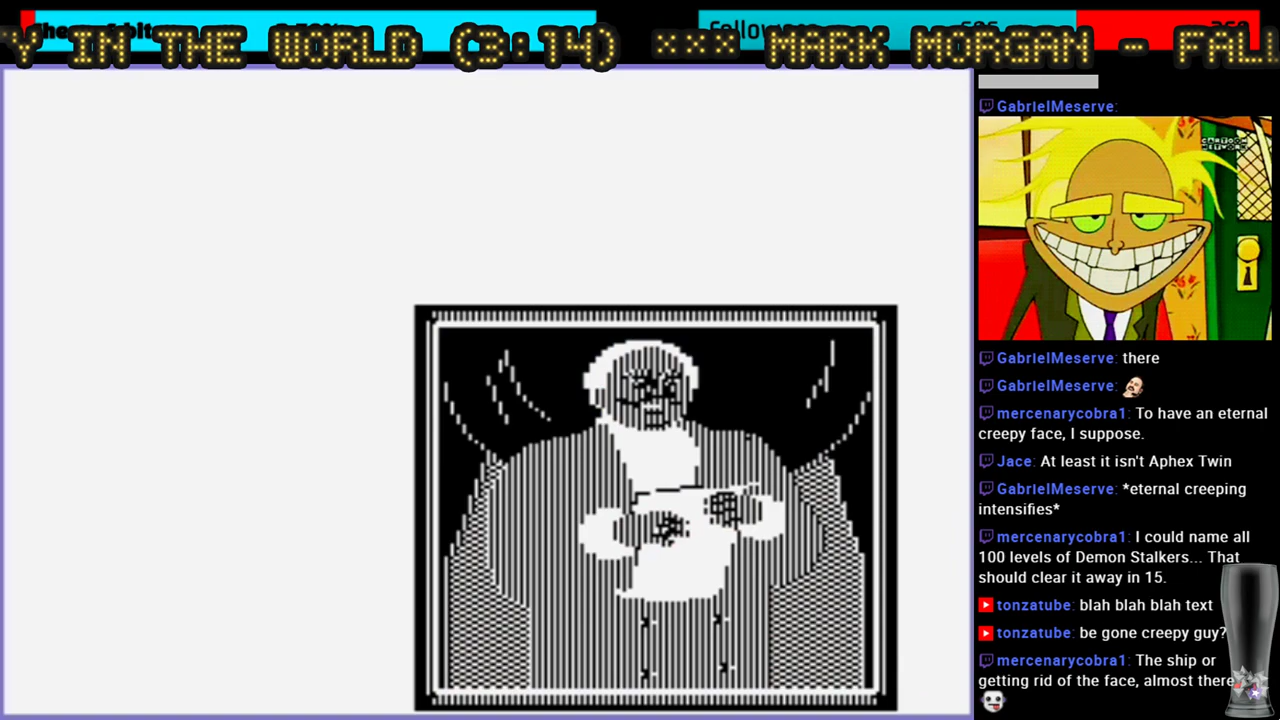 Y IN THE WORLD (3:14) ××× MARK MORGAN - FAL
GabrielMeserve:
CARTOON NETWORK
GabrielMeserve: there
GabrielMeserve:
mercenarycobra1: To have an eternal
creepy face, I suppose.
Jace: At least it isn't Aphex Twin
GabrielMeserve: *eternal creeping
intensifies*
mercenarycobra1: I could name all
100 levels of Demon Stalkers... That
should clear it away in 15.
tonzatube: blah blah blah text
tonzatube: be gone creepy guy?
mercenarycobra1: The ship or
getting rid of the face, almost there